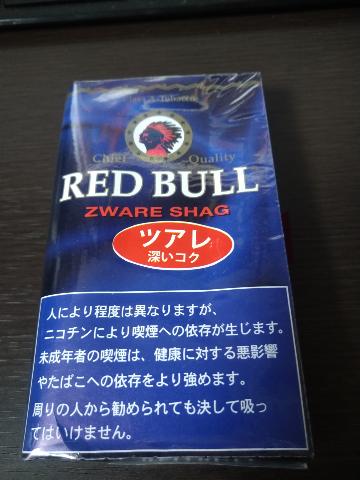 Class A Tobacco
Chief Quality
RED BULL
ZWARE SHAG
ツアレ
深いコク
人により程度は異なりますが、
ニコチンにより喫煙への依存が生じます。
未成年者の喫煙は、健康に対する悪影響
やたばこへの依存をより強めます。
周りの人から勧められても決して吸っ
てはいけません。